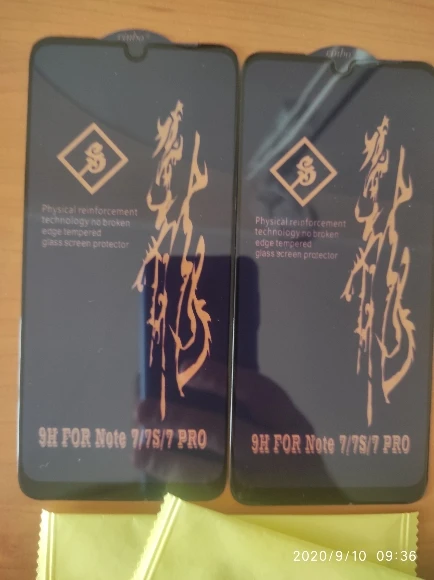 Physical reinforcement
technology no broken
edge tempered
glass screen protector
9H FOR Note 7/7S/7 PRO
Physical reinforcement
technology no broken
edge tempered
glass screen protector
9H FOR Note 7/7S/7 PRO
2020/9/10 09:36